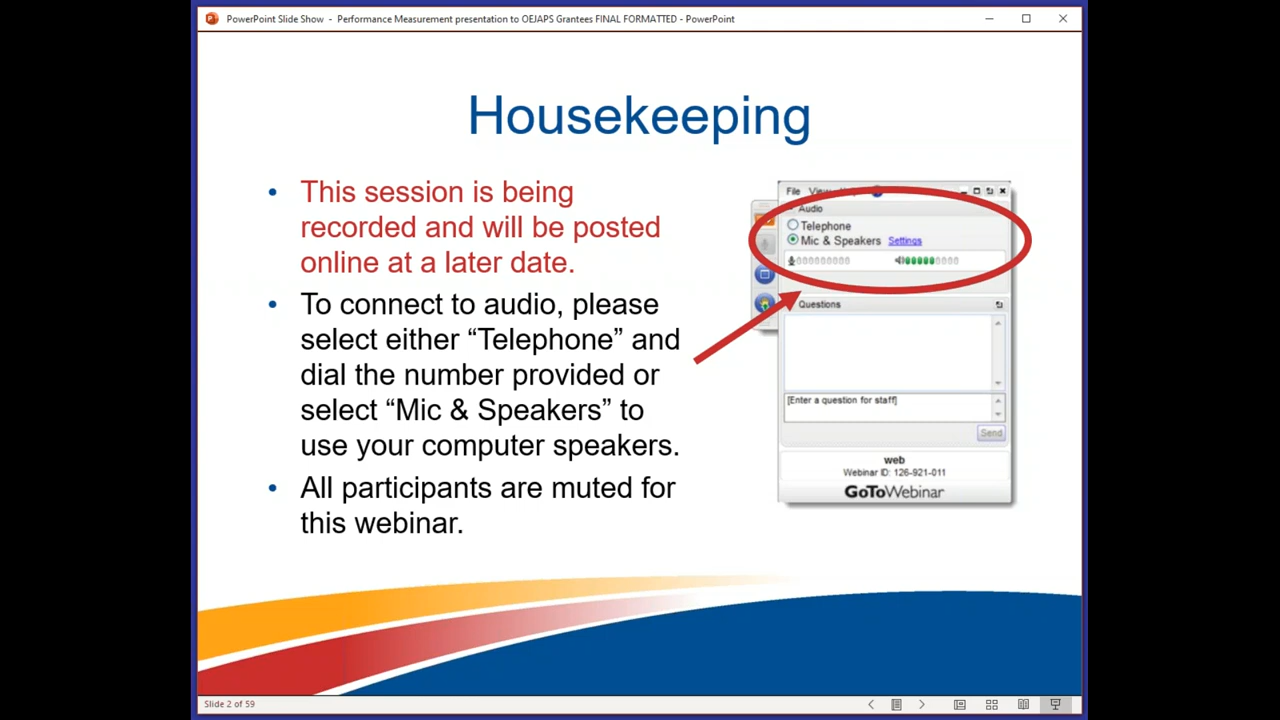 PowerPoint Slide Show - Performance Measurement presentation to OEJAPS Grantees FINAL FORMATTED - PowerPoint
Housekeeping
• This session is being
recorded and will be posted
online at a later date.
• To connect to audio, please
select either “Telephone” and
dial the number provided or
select “Mic & Speakers” to
use your computer speakers.
• All participants are muted for
this webinar.
File View
Audio
Telephone
Mic & Speakers Settings
Questions
[Enter a question for staff]
Send
web
Webinar ID: 126-921-011
GoToWebinar
Slide 2 of 59